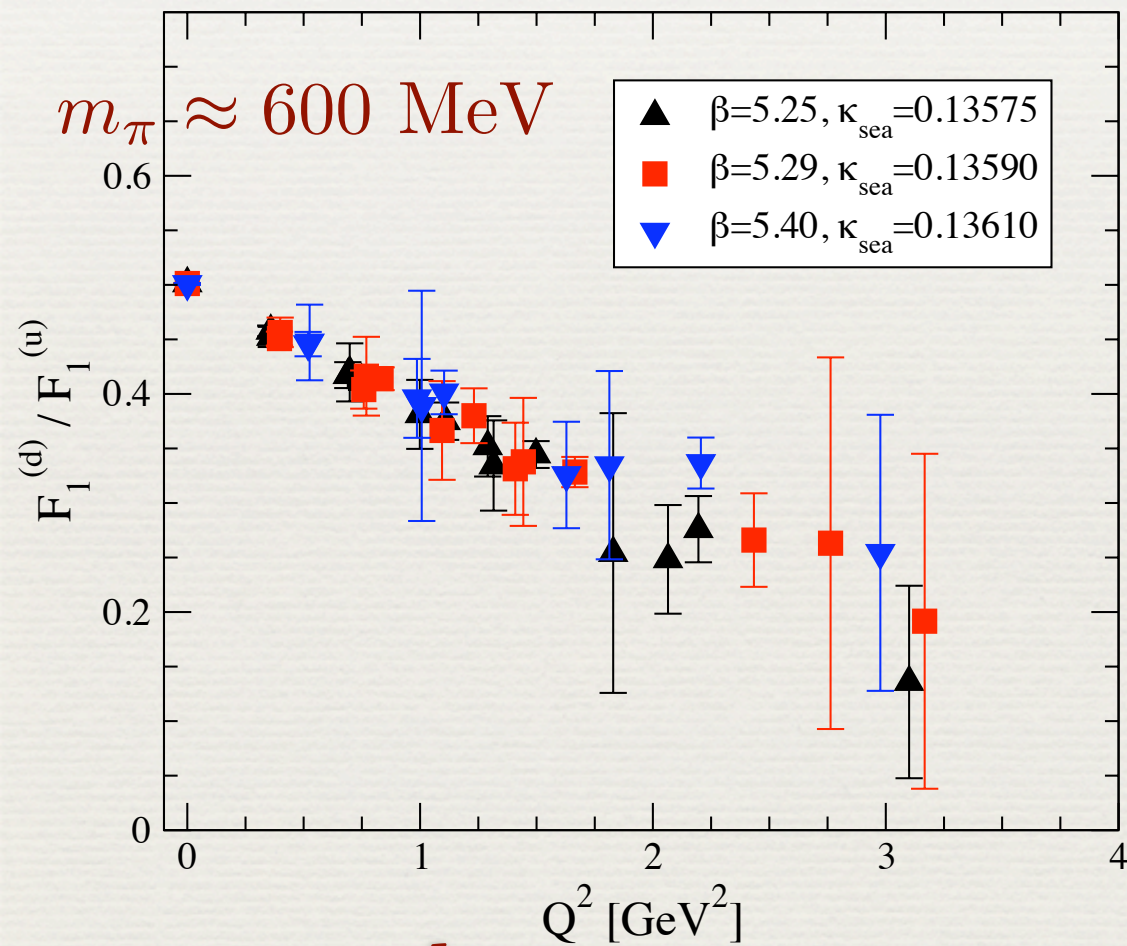 m_π ≈ 600 MeV
β=5.25, κ_sea=0.13575
β=5.29, κ_sea=0.13590
β=5.40, κ_sea=0.13610
0.6
0.4
0.2
0
F_1^(d) / F_1^(u)
0 1 2 3 4
Q^2 [GeV^2]